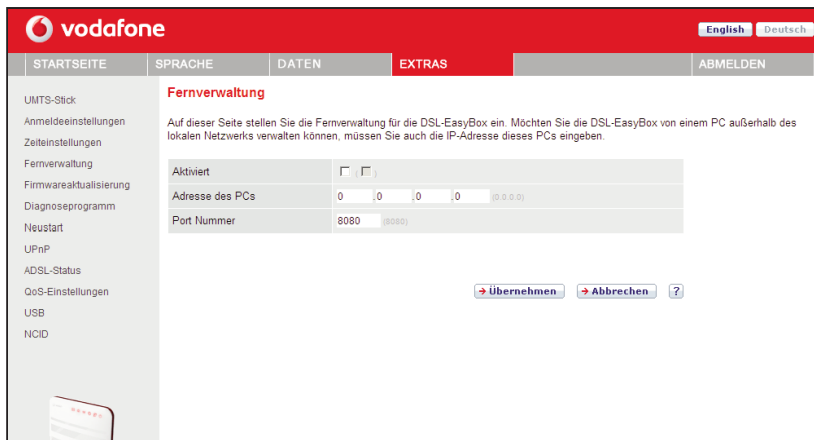 vodafone
English Deutsch
STARTSEITE SPRACHE DATEN EXTRAS ABMELDEN
UMTS-Stick
Anmeldeeinstellungen
Zeiteinstellungen
Fernverwaltung
Firmwareaktualisierung
Diagnoseprogramm
Neustart
UPnP
ADSL-Status
QoS-Einstellungen
USB
NCID
Fernverwaltung
Auf dieser Seite stellen Sie die Fernverwaltung für die DSL-EasyBox ein. Möchten Sie die DSL-EasyBox von einem PC außerhalb des
lokalen Netzwerks verwalten können, müssen Sie auch die IP-Adresse dieses PCs eingeben.
Aktiviert ( )
Adresse des PCs 0 .0 .0 .0 (0.0.0.0)
Port Nummer 8080 (8080)
Übernehmen Abbrechen ?